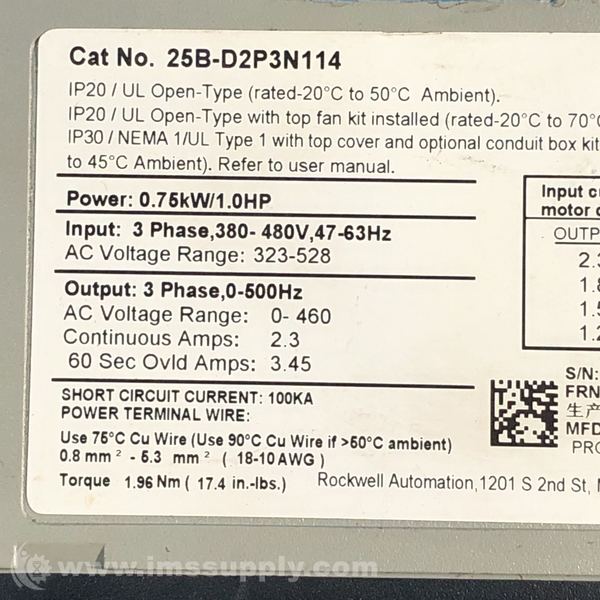 Cat No. 25B-D2P3N114
IP20 / UL Open-Type (rated-20°C to 50°C Ambient).
IP20 / UL Open-Type with top fan kit installed (rated-20°C to 70°
IP30 / NEMA 1/UL Type 1 with top cover and optional conduit box kit
to 45°C Ambient). Refer to user manual.
Power: 0.75kW/1.0HP
Input: 3 Phase,380- 480V,47-63Hz
AC Voltage Range: 323-528
Output: 3 Phase,0-500Hz
AC Voltage Range: 0- 460
Continuous Amps: 2.3
60 Sec Ovld Amps: 3.45
SHORT CIRCUIT CURRENT: 100KA
POWER TERMINAL WIRE:
Use 75°C Cu Wire (Use 90°C Cu Wire if >50°C ambient)
0.8 mm² - 5.3 mm² ( 18-10 AWG )
Torque 1.96 Nm ( 17.4 in.-lbs.)
Rockwell Automation,1201 S 2nd St,
Input
motor
OUTP
2.
1.
1.
1.
S/N:
FRN
生产
MFD
PRO
www.imssupply.com